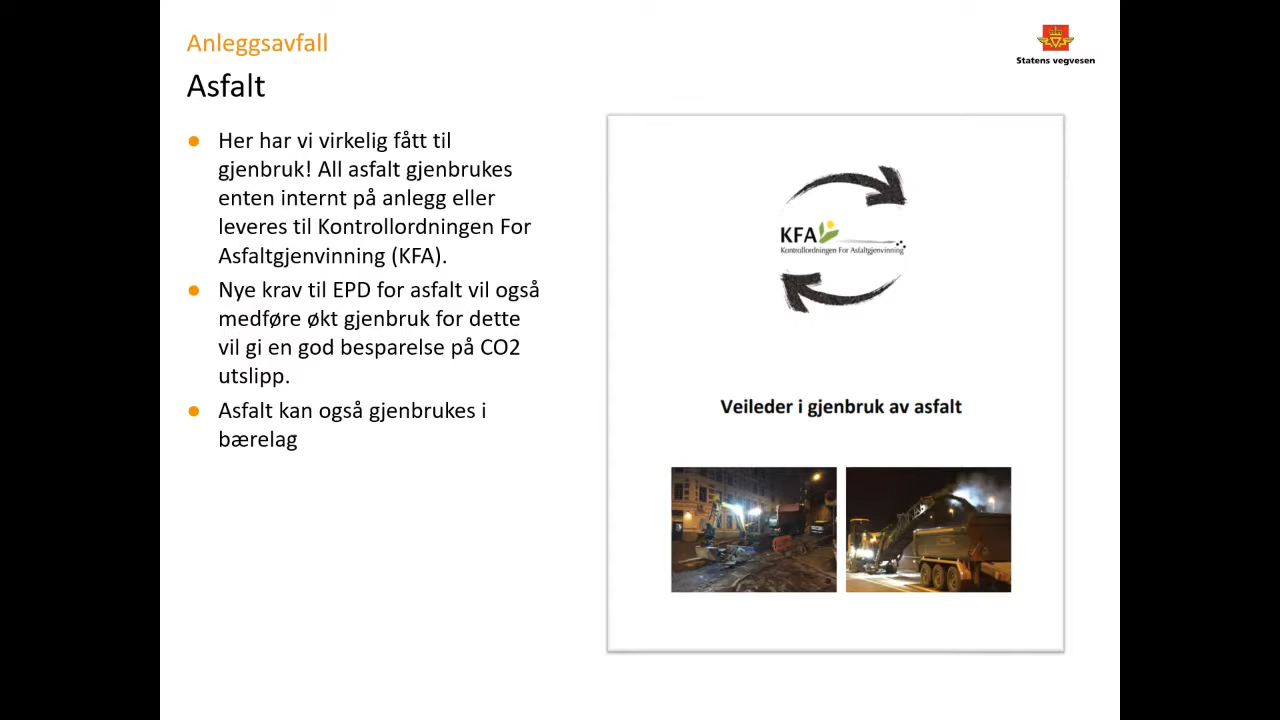 Anleggsavfall
Statens vegvesen
Asfalt
Her har vi virkelig fått til
gjenbruk! All asfalt gjenbrukes
enten internt på anlegg eller
leveres til Kontrollordningen For
Asfaltgjenvinning (KFA).
Nye krav til EPD for asfalt vil også
medføre økt gjenbruk for dette
vil gi en god besparelse på CO2
utslipp.
Asfalt kan også gjenbrukes i
bærelag
KFA
Kontrollordningen For Asfaltgjenvinning
Veileder i gjenbruk av asfalt